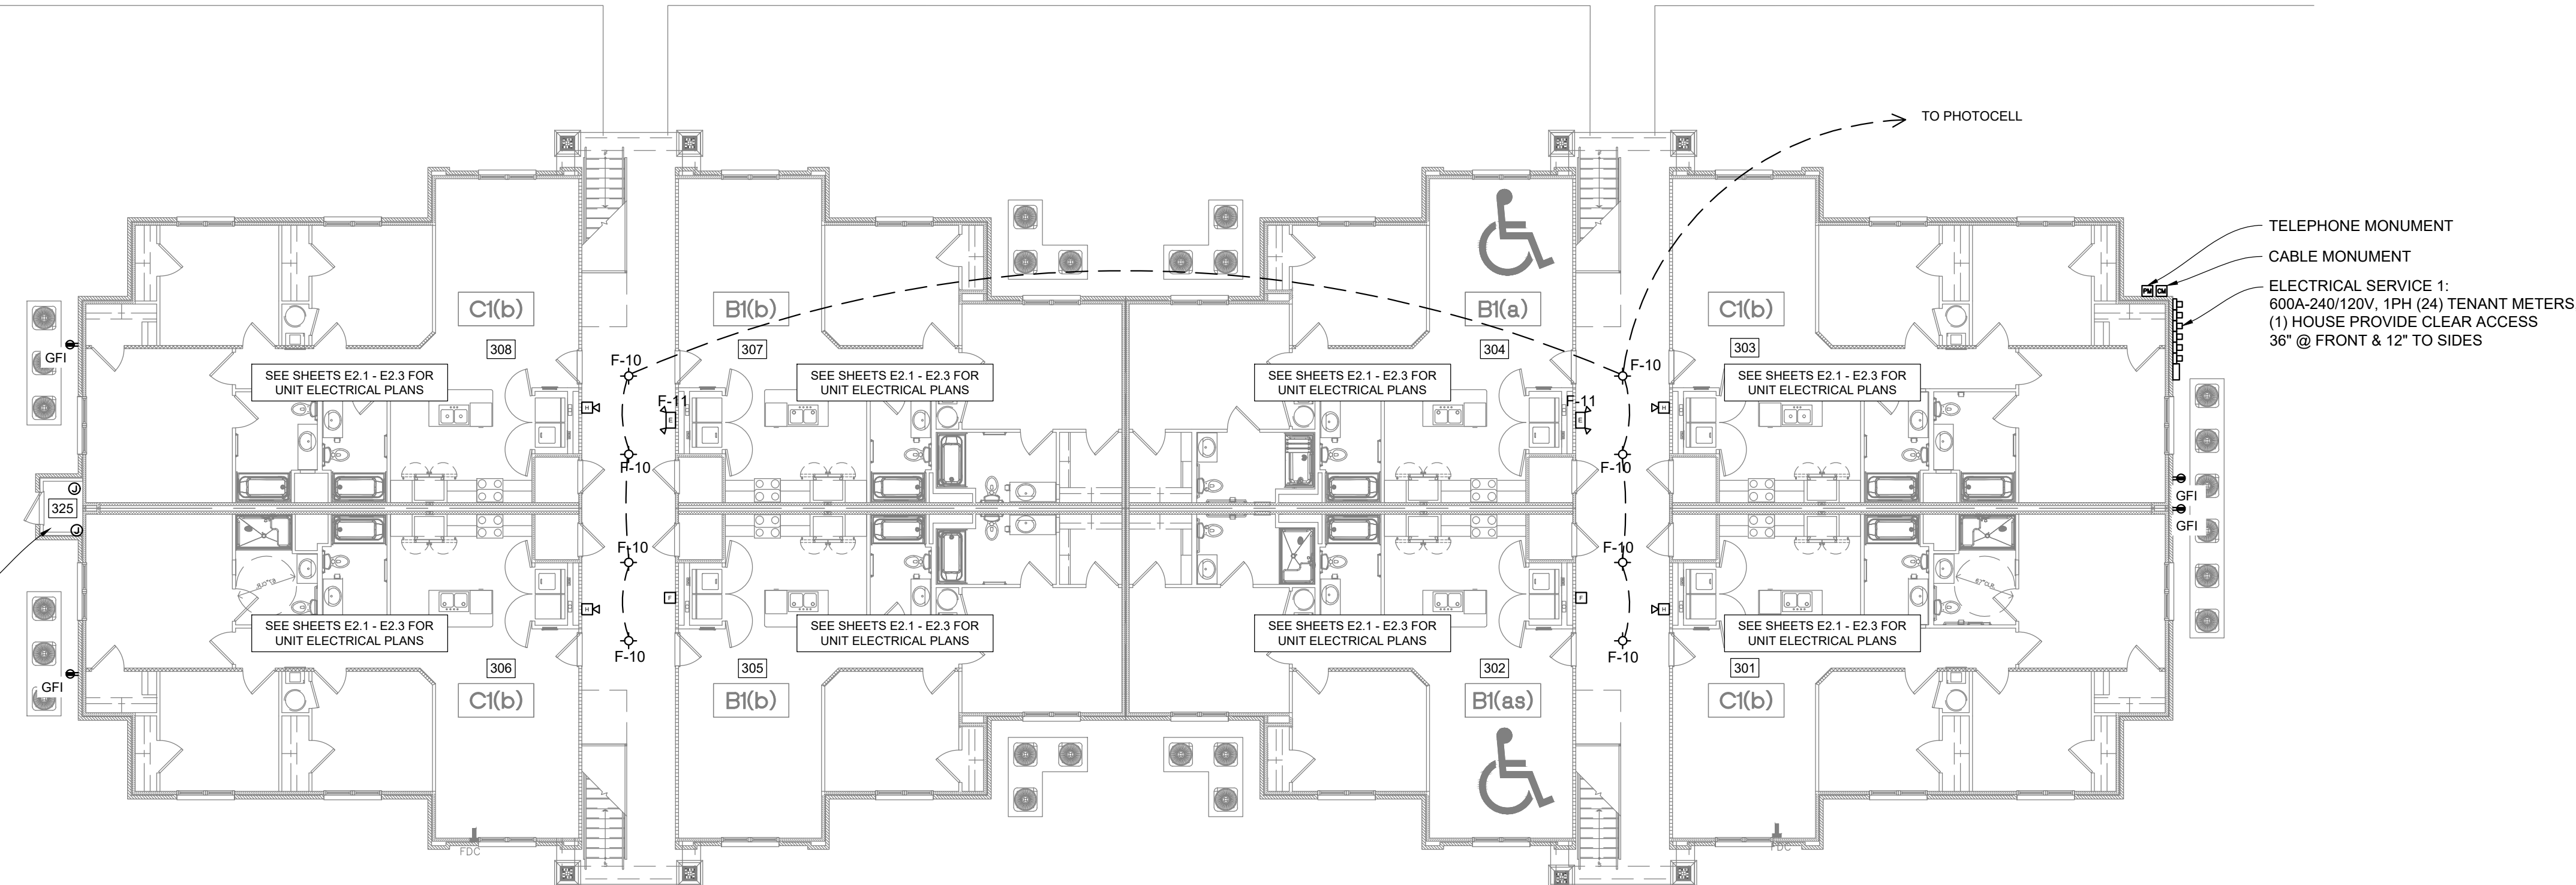 TO PHOTOCELL
TELEPHONE MONUMENT
CABLE MONUMENT
ELECTRICAL SERVICE 1:
600A-240/120V, 1PH (24) TENANT METERS
(1) HOUSE PROVIDE CLEAR ACCESS
36" @ FRONT & 12" TO SIDES
PM CM
C1(b)
308
B1(b)
307
B1(a)
304
C1(b)
303
GFI
F-10
F-10
SEE SHEETS E2.1 - E2.3 FOR
UNIT ELECTRICAL PLANS
SEE SHEETS E2.1 - E2.3 FOR
UNIT ELECTRICAL PLANS
SEE SHEETS E2.1 - E2.3 FOR
UNIT ELECTRICAL PLANS
SEE SHEETS E2.1 - E2.3 FOR
UNIT ELECTRICAL PLANS
H
F-11
E
F-11
E
H
F-10
F-10
J
325
J
GFI
GFI
F-10
F-10
H
F
F
H
SEE SHEETS E2.1 - E2.3 FOR
UNIT ELECTRICAL PLANS
SEE SHEETS E2.1 - E2.3 FOR
UNIT ELECTRICAL PLANS
SEE SHEETS E2.1 - E2.3 FOR
UNIT ELECTRICAL PLANS
SEE SHEETS E2.1 - E2.3 FOR
UNIT ELECTRICAL PLANS
F-10
F-10
GFI
306
C1(b)
305
B1(b)
302
B1(as)
301
C1(b)
FDC
FDC